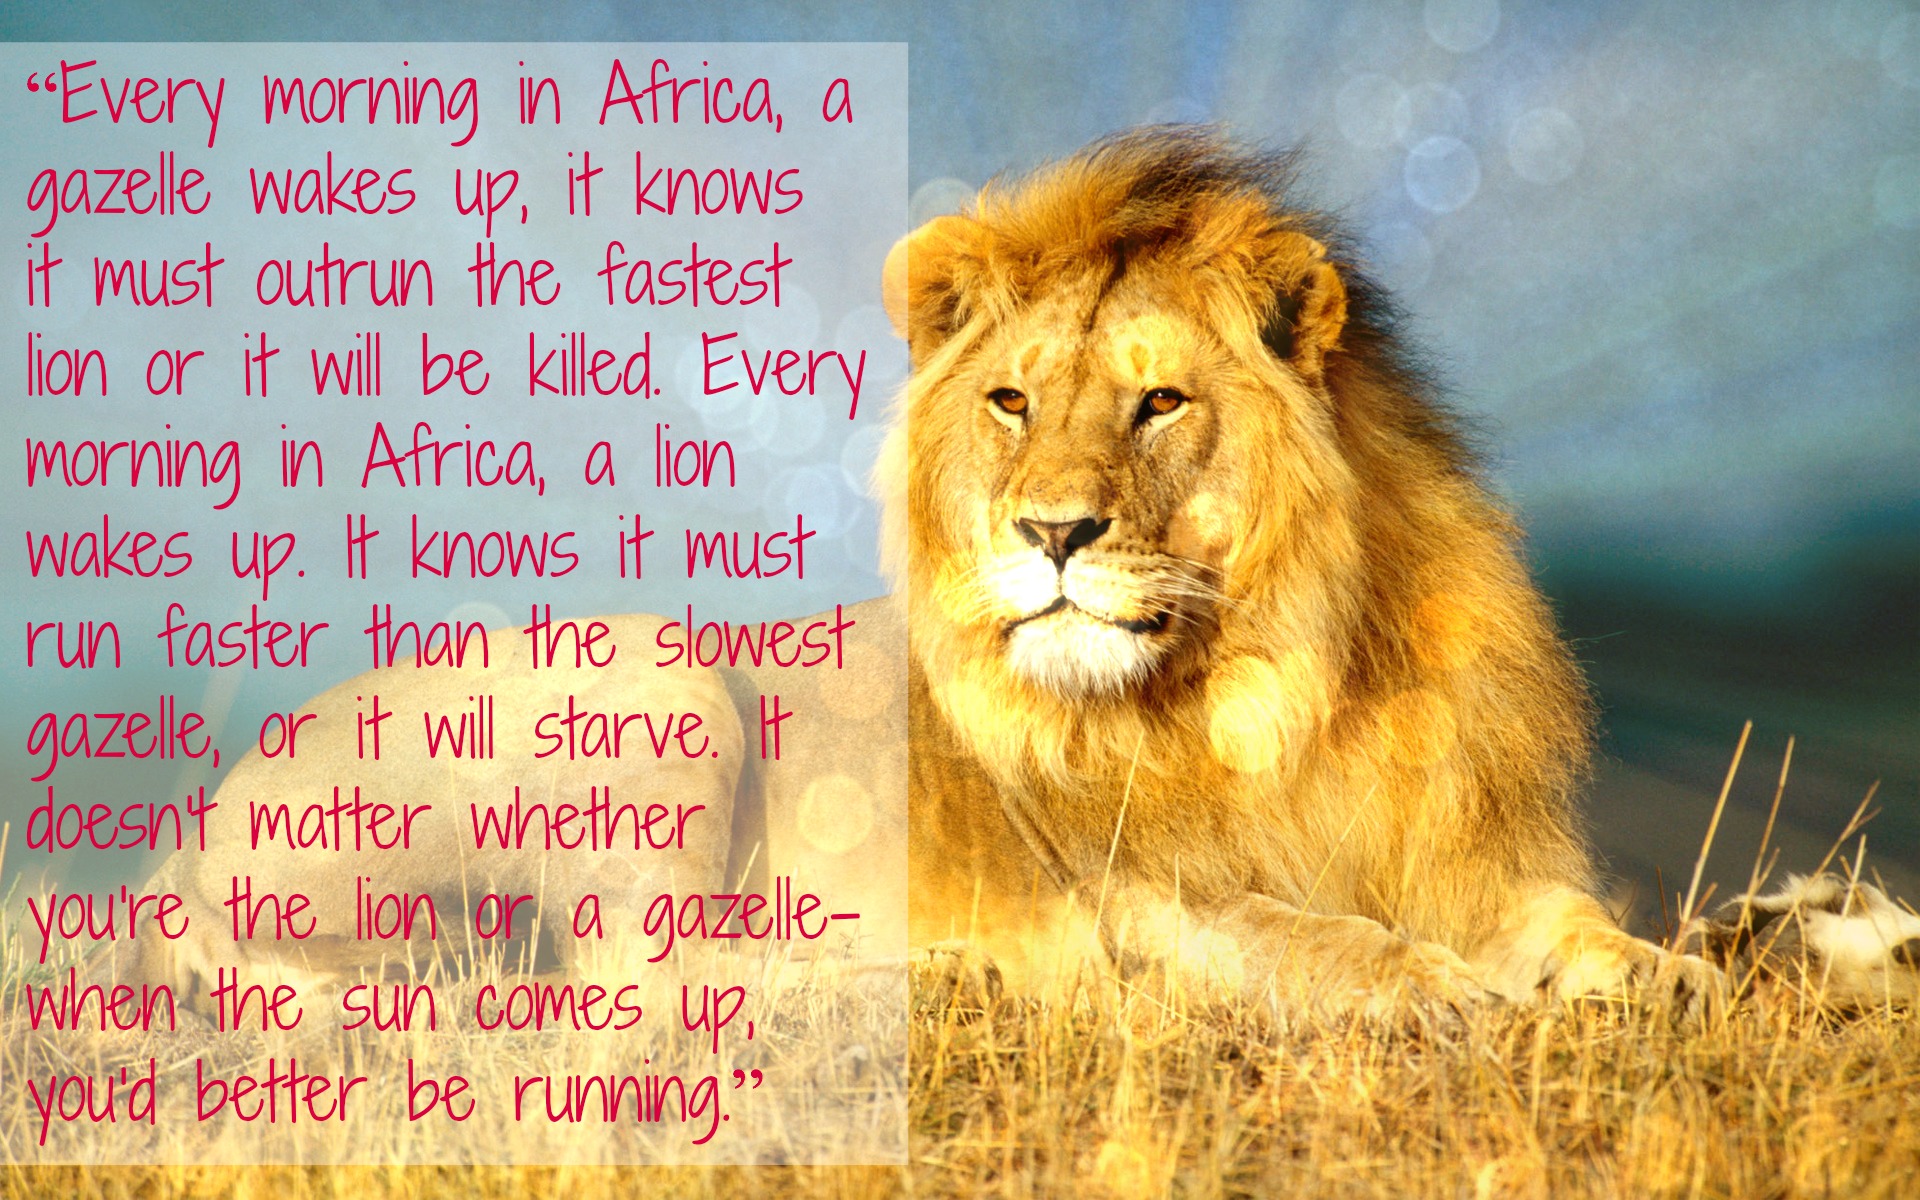 “Every morning in Africa, a
gazelle wakes up, it knows
it must outrun the fastest
lion or it will be killed. Every
morning in Africa, a lion
wakes up. It knows it must
run faster than the slowest
gazelle, or it will starve. It
doesn't matter whether
you're the lion or a gazelle-
when the sun comes up,
you'd better be running.”